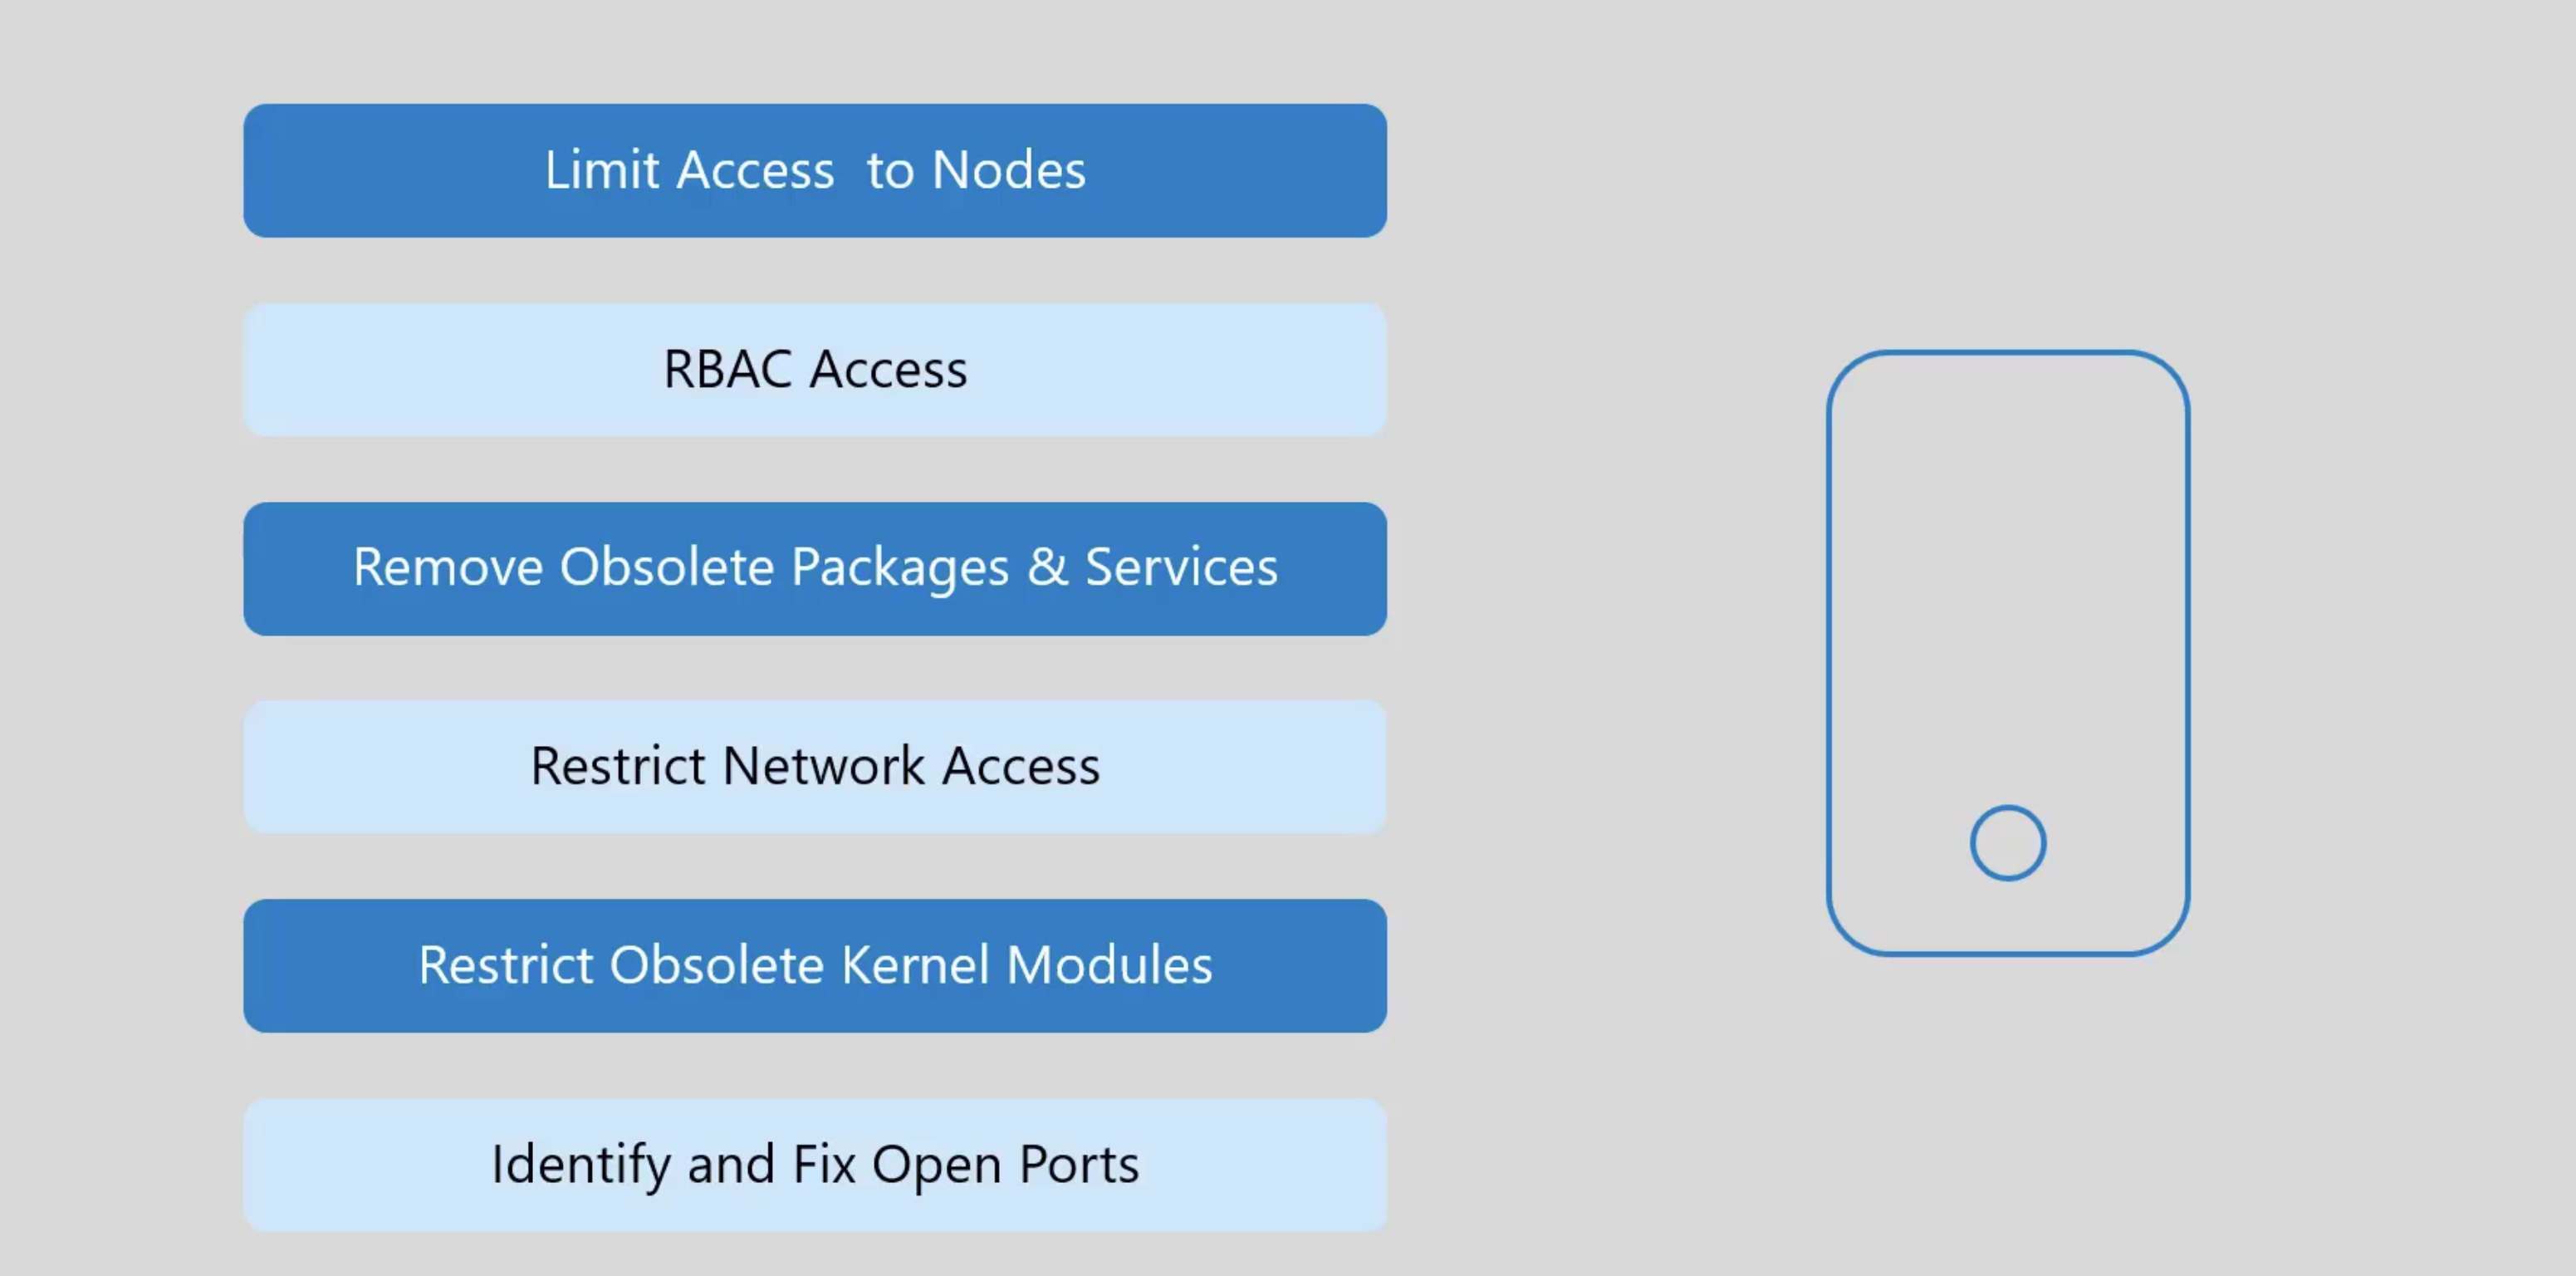 Limit Access  to Nodes
RBAC Access
Remove Obsolete Packages & Services
Restrict Network Access
Restrict Obsolete Kernel Modules
Identify and Fix Open Ports